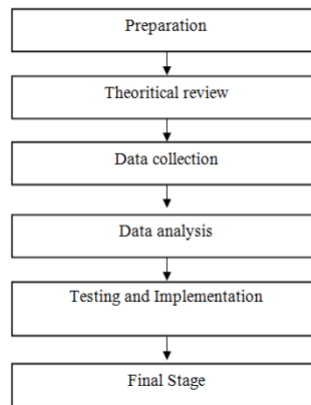 Preparation
Theoritical review
Data collection
Data analysis
Testing and Implementation
Final Stage